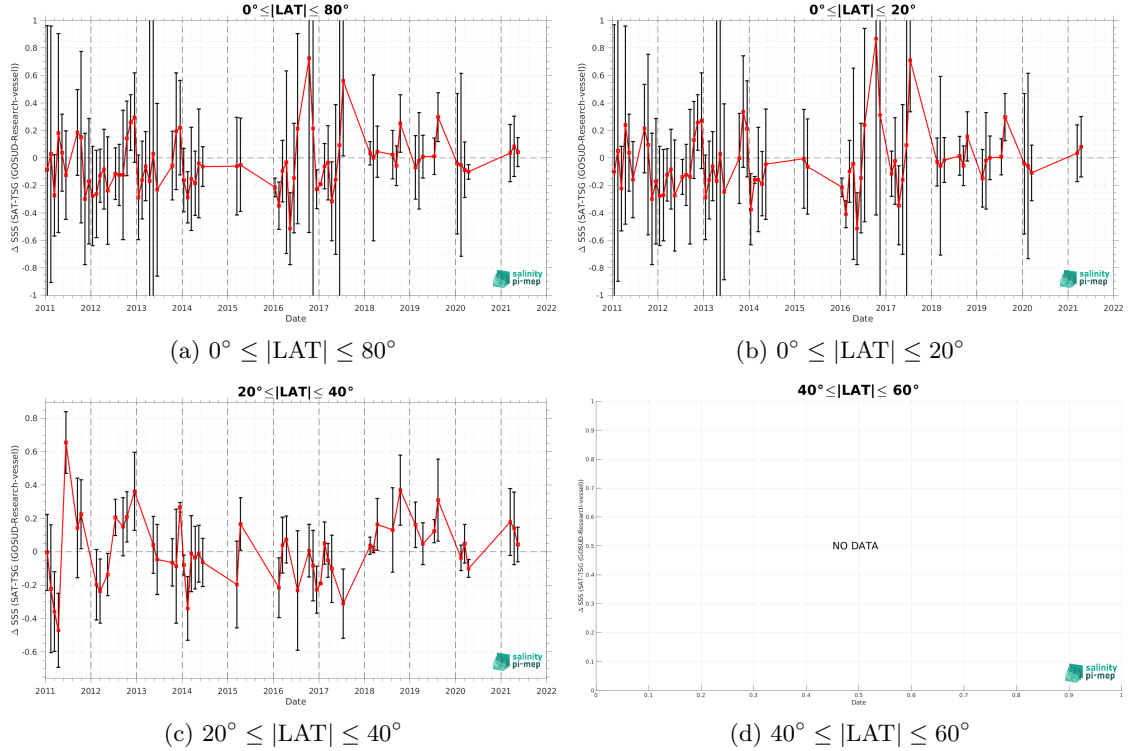 0°≤|LAT|≤ 80°
Δ SSS (SAT-TSG (GOSUD-Research-vessel))
1
0.8
0.6
0.4
0.2
0
-0.2
-0.4
-0.6
-0.8
-1
2011 2012 2013 2014 2015 2016 2017 2018 2019 2020 2021 2022
Date
salinity
pi-mep
(a) 0° ≤ |LAT| ≤ 80°
0°≤|LAT|≤ 20°
Δ SSS (SAT-TSG (GOSUD-Research-vessel))
1
0.8
0.6
0.4
0.2
0
-0.2
-0.4
-0.6
-0.8
-1
2011 2012 2013 2014 2015 2016 2017 2018 2019 2020 2021 2022
Date
salinity
pi-mep
(b) 0° ≤ |LAT| ≤ 20°
20°≤|LAT|≤ 40°
Δ SSS (SAT-TSG (GOSUD-Research-vessel))
0.8
0.6
0.4
0.2
0
-0.2
-0.4
-0.6
2011 2012 2013 2014 2015 2016 2017 2018 2019 2020 2021 2022
Date
salinity
pi-mep
(c) 20° ≤ |LAT| ≤ 40°
40°≤|LAT|≤ 60°
Δ SSS (SAT-TSG (GOSUD-Research-vessel))
1
0.9
0.8
0.7
0.6
0.5
0.4
0.3
0.2
0.1
0
NO DATA
0 0.1 0.2 0.3 0.4 0.5 0.6 0.7 0.8 0.9 1
Date
salinity
pi-mep
(d) 40° ≤ |LAT| ≤ 60°